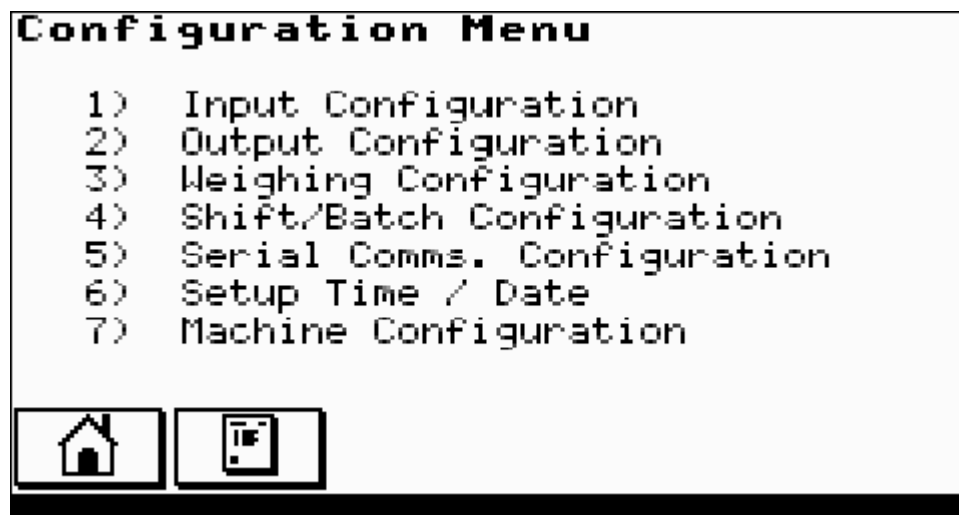 Configuration Menu
1) Input Configuration
2) Output Configuration
3) Weighing Configuration
4) Shift/Batch Configuration
5) Serial Comms. Configuration
6) Setup Time / Date
7) Machine Configuration